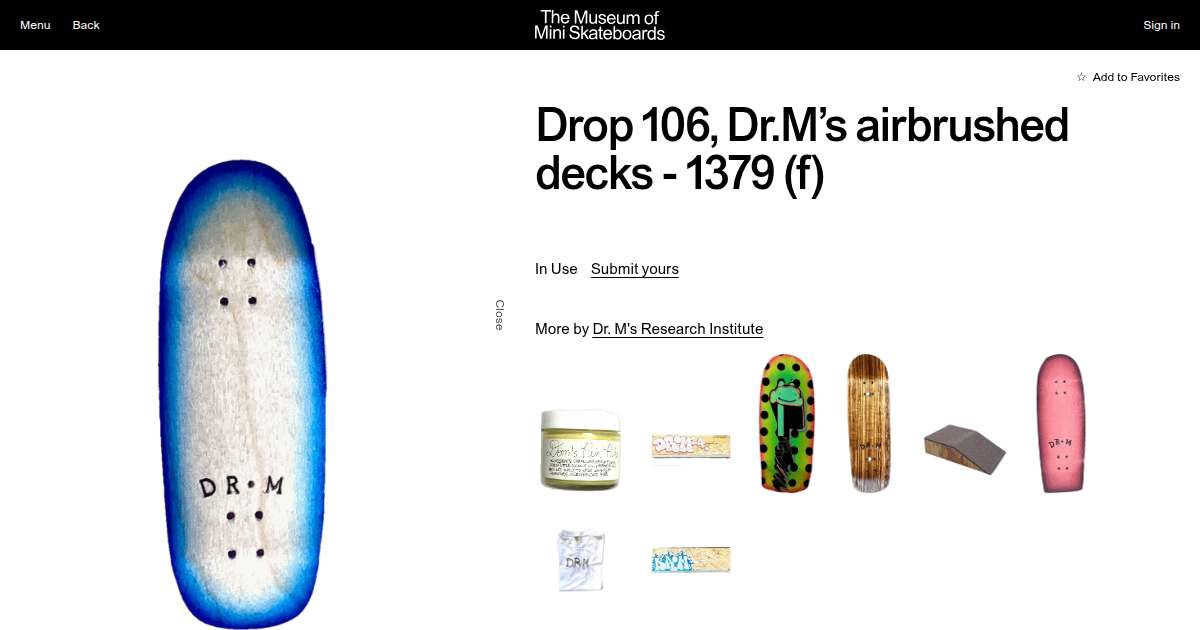 Menu
Back
The Museum of
Mini Skateboards
Sign in
☆ Add to Favorites
Drop 106, Dr.M’s airbrushed
decks - 1379 (f)
In Use Submit yours
Close
More by Dr. M's Research Institute
DR•M
DR•M
DR•M
DRM